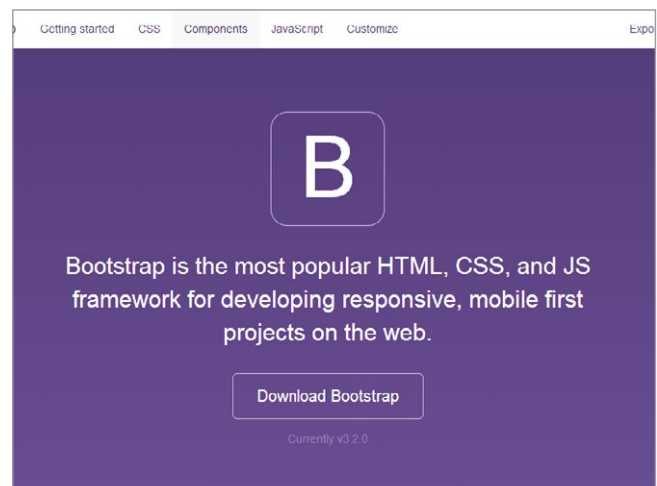 Getting started CSS Components JavaScript Customize Expo
B
Bootstrap is the most popular HTML, CSS, and JS
framework for developing responsive, mobile first
projects on the web.
Download Bootstrap
Currently v3.2.0